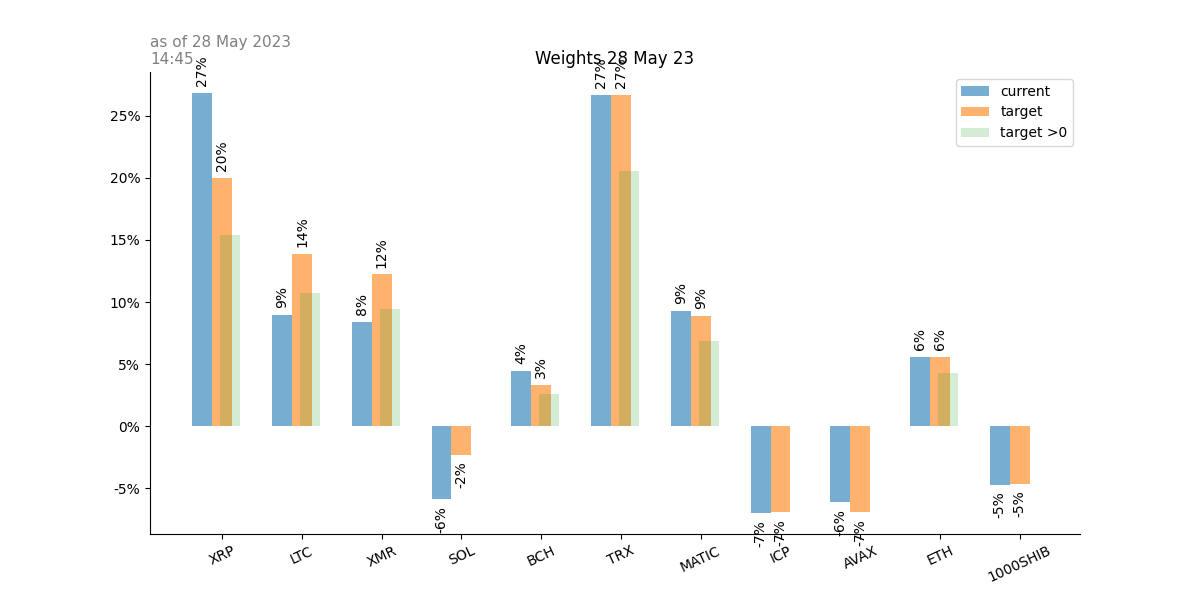 as of 28 May 2023
14:45
Weights 28 May 23
current
target
target >0
25%
20%
15%
10%
5%
0%
-5%
27%
20%
9%
14%
8%
12%
-6%
-2%
4%
3%
27%
27%
9%
9%
-7%
-7%
-6%
-7%
6%
6%
-5%
-5%
XRP
LTC
XMR
SOL
BCH
TRX
MATIC
ICP
AVAX
ETH
1000SHIB